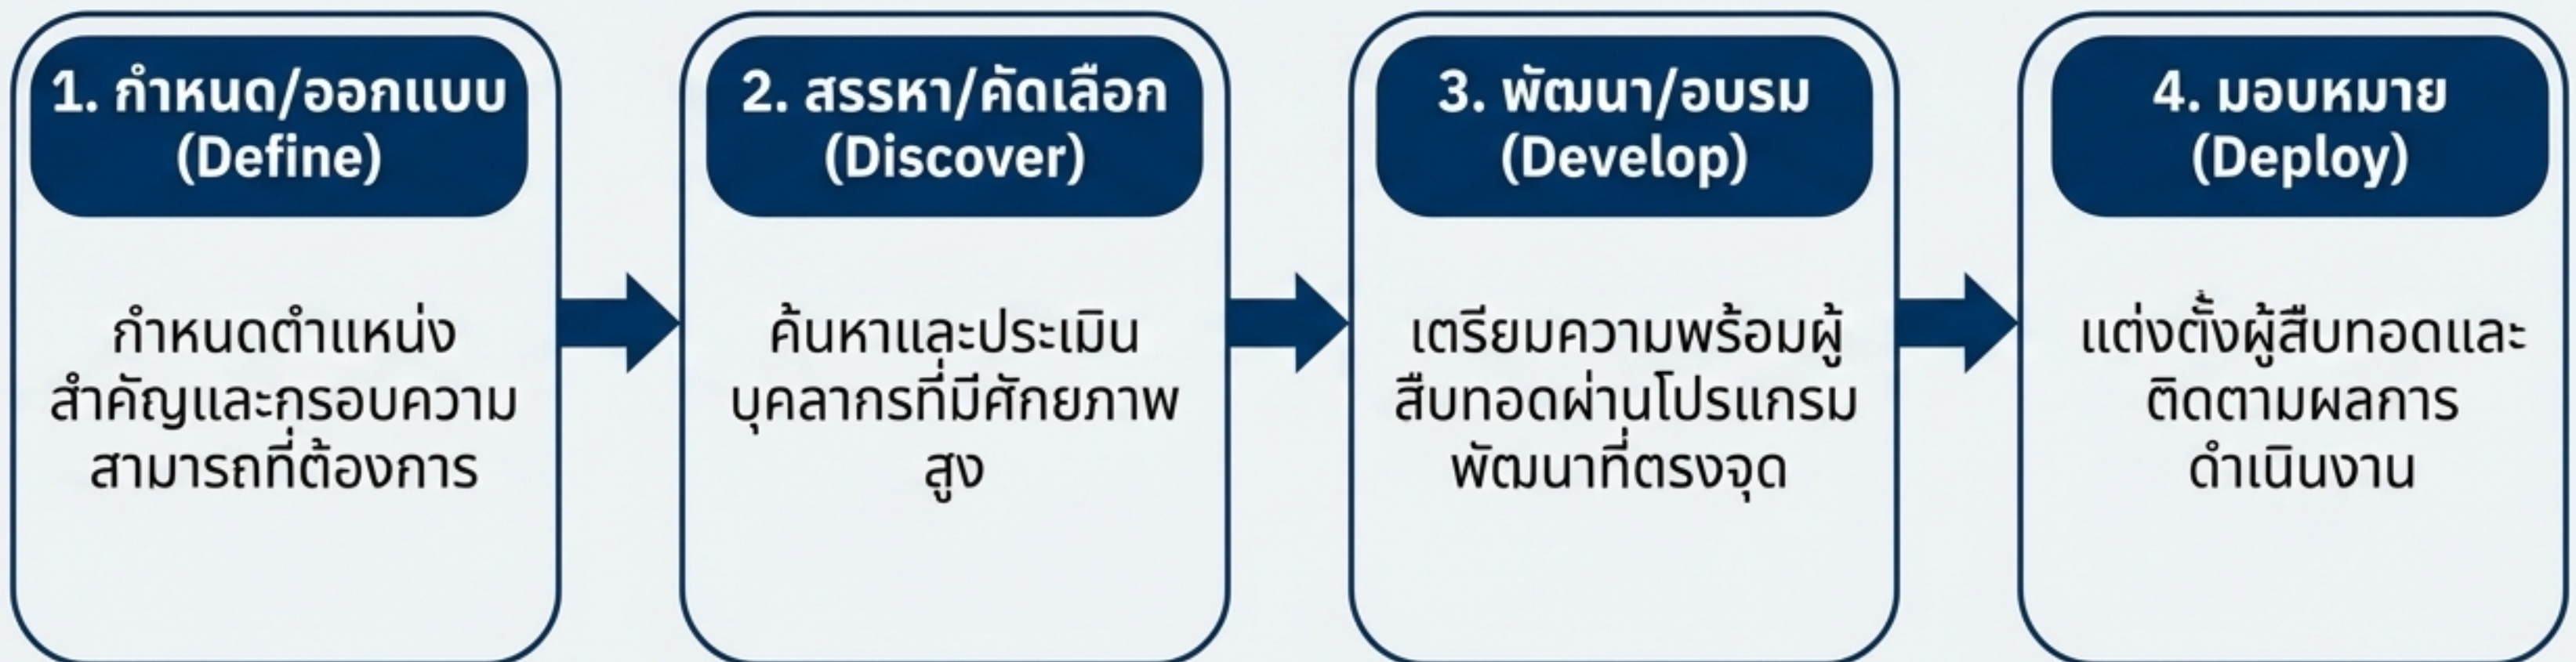 1. กำหนด/ออกแบบ
(Define)
กำหนดตำแหน่ง
สำคัญและกรอบความ
สามารถที่ต้องการ
2. สรรหา/คัดเลือก
(Discover)
ค้นหาและประเมิน
บุคลากรที่มีศักยภาพ
สูง
3. พัฒนา/อบรม
(Develop)
เตรียมความพร้อมผู้
สืบทอดผ่านโปรแกรม
พัฒนาที่ตรงจุด
4. มอบหมาย
(Deploy)
แต่งตั้งผู้สืบทอดและ
ติดตามผลการ
ดำเนินงาน